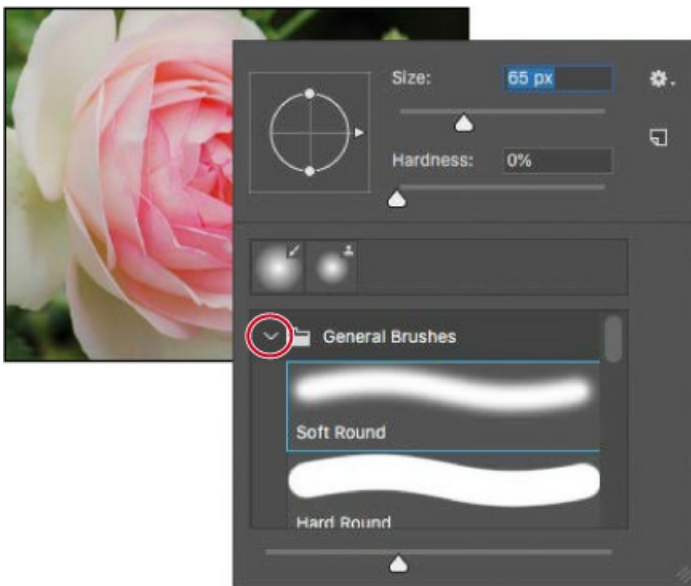 Size:
65 px
Hardness:
0%
General Brushes
Soft Round
Hard Round